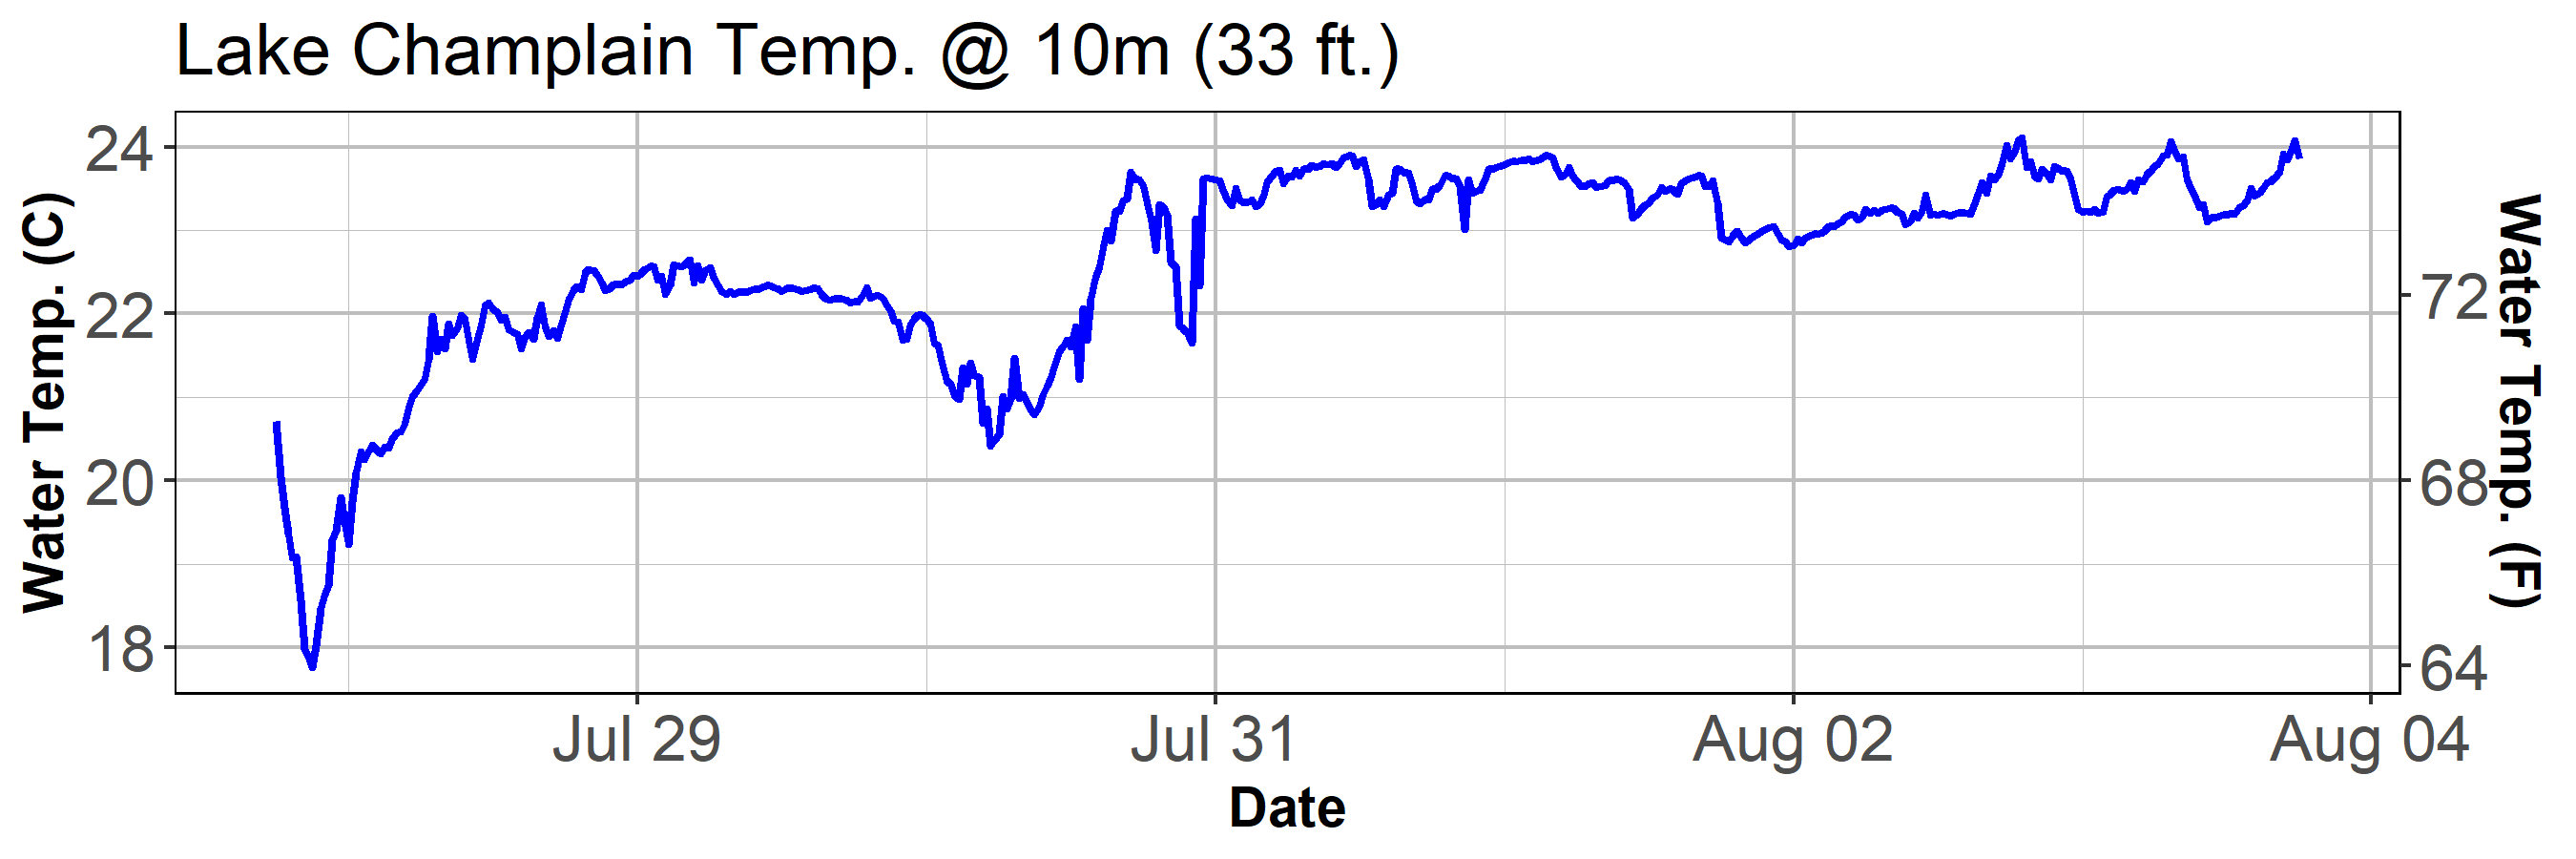 Lake Champlain Temp. @ 10m (33 ft.)
Water Temp. (C)
24
22
20
18
72
68
64
Water Temp. (F)
Jul 29 Jul 31 Aug 02 Aug 04
Date